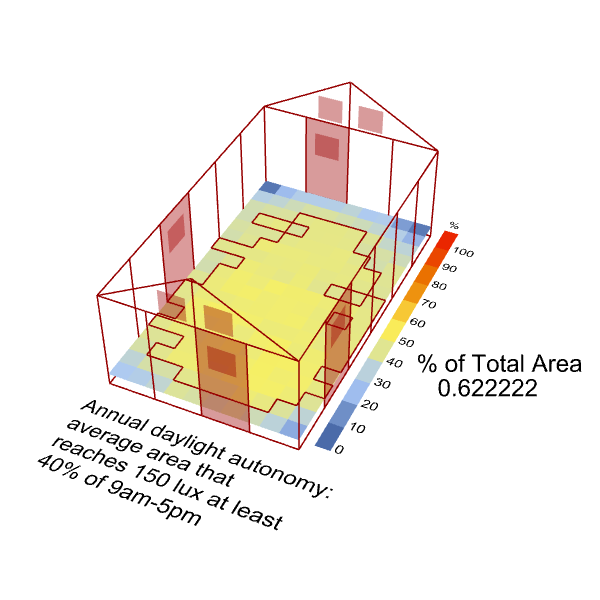 %
100
90
80
70
60
50
40
30
20
10
0
% of Total Area
0.622222
Annual daylight autonomy:
average area that
reaches 150 lux at least
40% of 9am-5pm